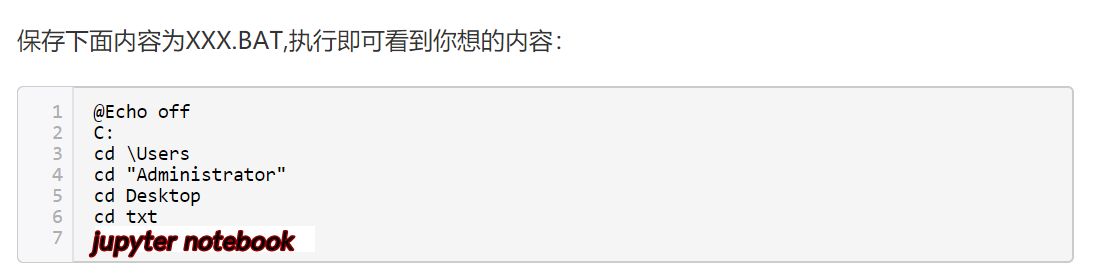 保存下面内容为XXX.BAT,执行即可看到你想的内容：
1 @Echo off
2 C:
3 cd \Users
4 cd "Administrator"
5 cd Desktop
6 cd txt
7 jupyter notebook